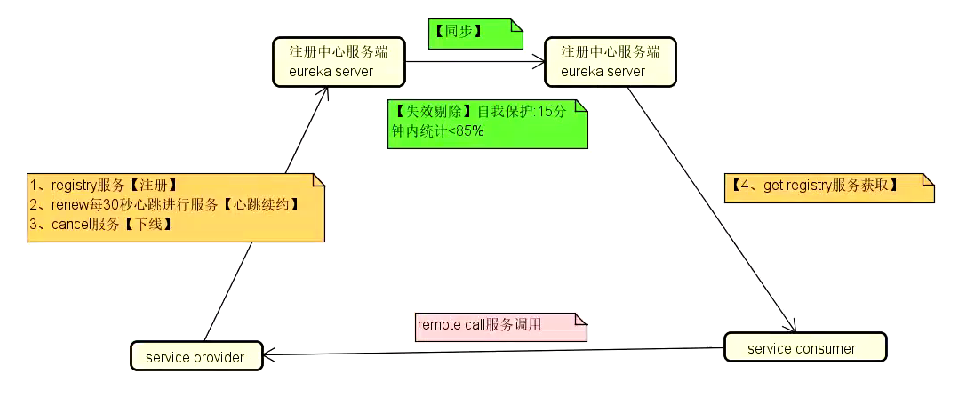 【同步】
注册中心服务端
eureka server
注册中心服务端
eureka server
【失效剔除】自我保护:15分
钟内统计<85%
1、registry服务【注册】
2、renew每30秒心跳进行服务【心跳续约】
3、cancel服务【下线】
【4、get registry服务获取】
remote call服务调用
service provider
service consumer